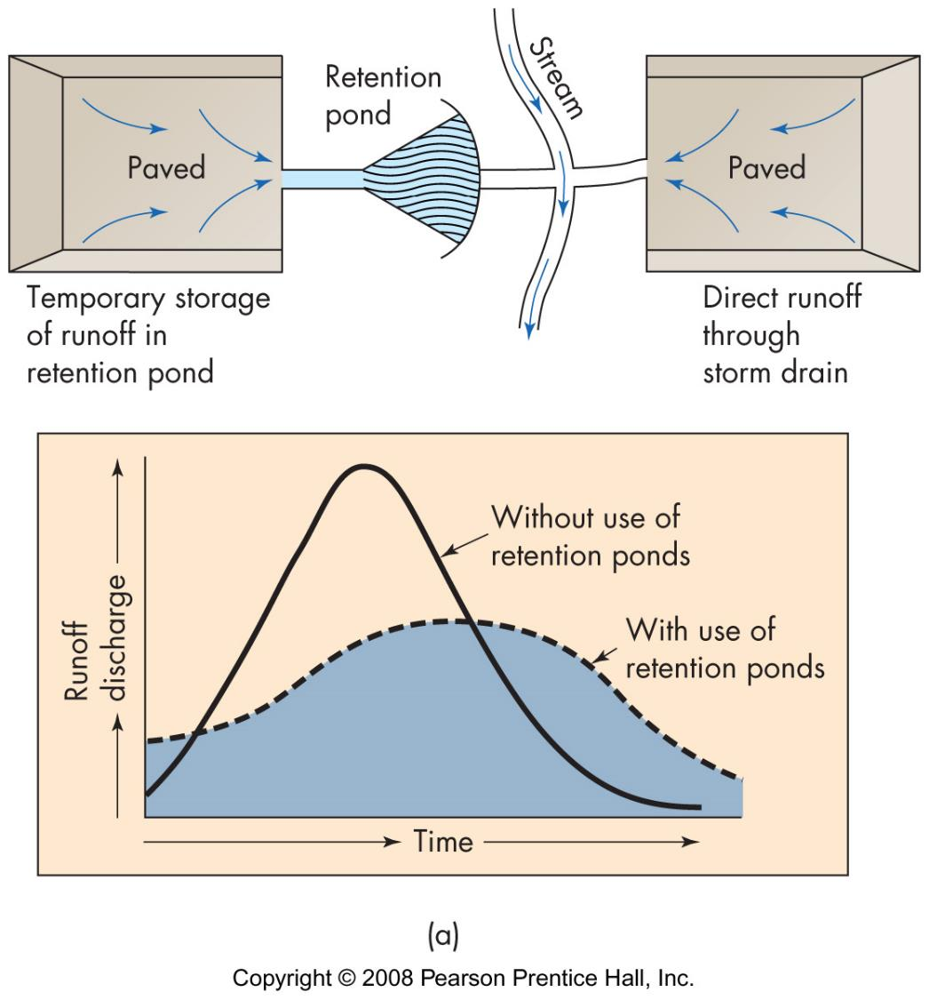 Retention
pond
Stream
Paved
Paved
Temporary storage
of runoff in
retention pond
Direct runoff
through
storm drain
Without use of
retention ponds
With use of
retention ponds
Runoff
discharge
Time
(a)
Copyright © 2008 Pearson Prentice Hall, Inc.